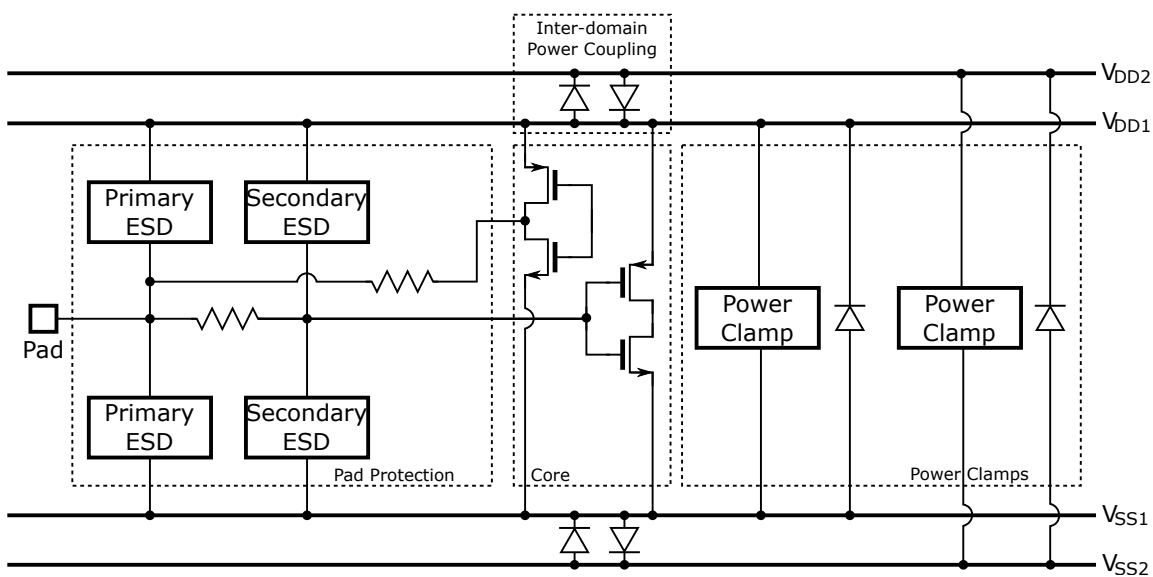 Inter-domain
Power Coupling
VDD2
VDD1
Primary
ESD
Secondary
ESD
Pad
Power
Clamp
Power
Clamp
Primary
ESD
Secondary
ESD
Pad Protection
Core
Power Clamps
VSS1
VSS2